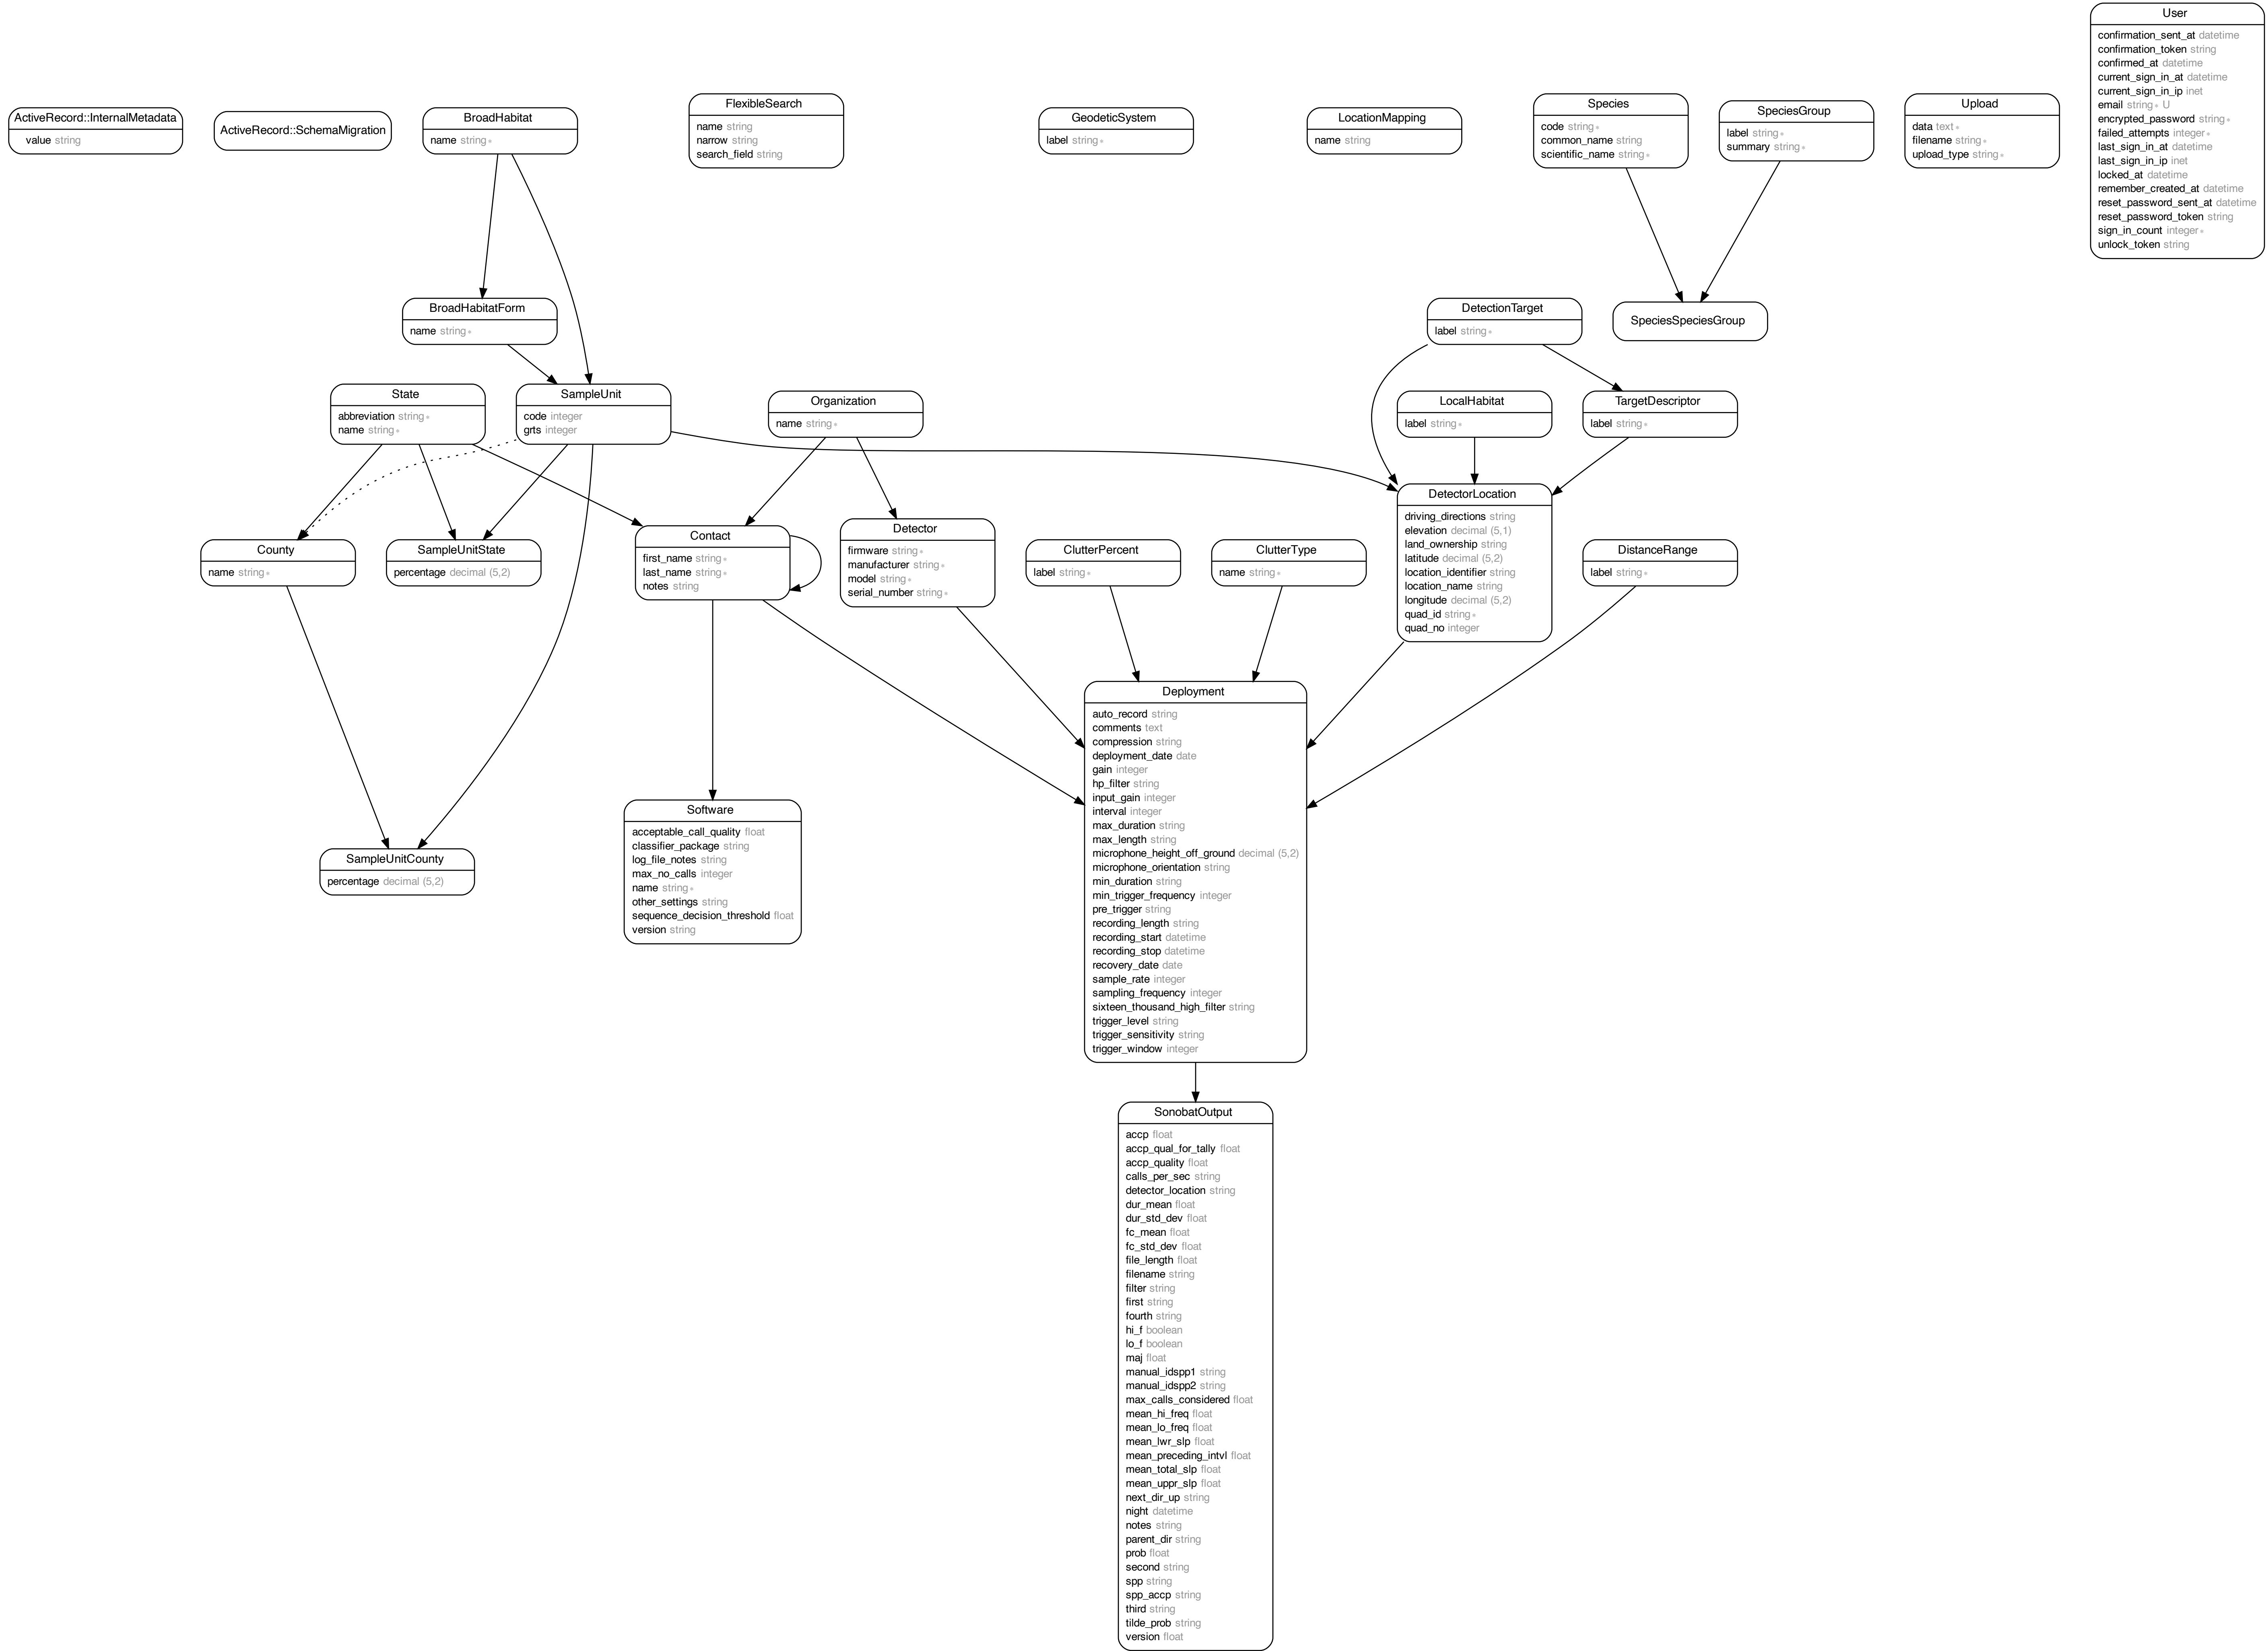 User
confirmation_sent_at datetime
confirmation_token string
confirmed_at datetime
current_sign_in_at datetime
current_sign_in_ip inet
email string∗ U
encrypted_password string∗
failed_attempts integer∗
last_sign_in_at datetime
last_sign_in_ip inet
locked_at datetime
remember_created_at datetime
reset_password_sent_at datetime
reset_password_token string
sign_in_count integer∗
unlock_token string
ActiveRecord::InternalMetadata
value string
ActiveRecord::SchemaMigration
BroadHabitat
name string∗
FlexibleSearch
name string
narrow string
search_field string
GeodeticSystem
label string∗
LocationMapping
name string
Species
code string∗
common_name string
scientific_name string∗
SpeciesGroup
label string∗
summary string∗
Upload
data text∗
filename string∗
upload_type string∗
BroadHabitatForm
name string∗
DetectionTarget
label string∗
SpeciesSpeciesGroup
State
abbreviation string∗
name string∗
SampleUnit
code integer
grts integer
Organization
name string∗
LocalHabitat
label string∗
TargetDescriptor
label string∗
County
name string∗
SampleUnitState
percentage decimal (5,2)
Contact
first_name string∗
last_name string∗
notes string
Detector
firmware string∗
manufacturer string∗
model string∗
serial_number string∗
ClutterPercent
label string∗
ClutterType
name string∗
DetectorLocation
driving_directions string
elevation decimal (5,1)
land_ownership string
latitude decimal (5,2)
location_identifier string
location_name string
longitude decimal (5,2)
quad_id string∗
quad_no integer
DistanceRange
label string∗
SampleUnitCounty
percentage decimal (5,2)
Software
acceptable_call_quality float
classifier_package string
log_file_notes string
max_no_calls integer
name string∗
other_settings string
sequence_decision_threshold float
version string
Deployment
auto_record string
comments text
compression string
deployment_date date
gain integer
hp_filter string
input_gain integer
interval integer
max_duration string
max_length string
microphone_height_off_ground decimal (5,2)
microphone_orientation string
min_duration string
min_trigger_frequency integer
pre_trigger string
recording_length string
recording_start datetime
recording_stop datetime
recovery_date date
sample_rate integer
sampling_frequency integer
sixteen_thousand_high_filter string
trigger_level string
trigger_sensitivity string
trigger_window integer
SonobatOutput
accp float
accp_qual_for_tally float
accp_quality float
calls_per_sec string
detector_location string
dur_mean float
dur_std_dev float
fc_mean float
fc_std_dev float
file_length float
filename string
filter string
first string
fourth string
hi_f boolean
lo_f boolean
maj float
manual_idspp1 string
manual_idspp2 string
max_calls_considered float
mean_hi_freq float
mean_lo_freq float
mean_lwr_slp float
mean_preceding_intvl float
mean_total_slp float
mean_uppr_slp float
next_dir_up string
night datetime
notes string
parent_dir string
prob float
second string
spp string
spp_accp string
third string
tilde_prob string
version float